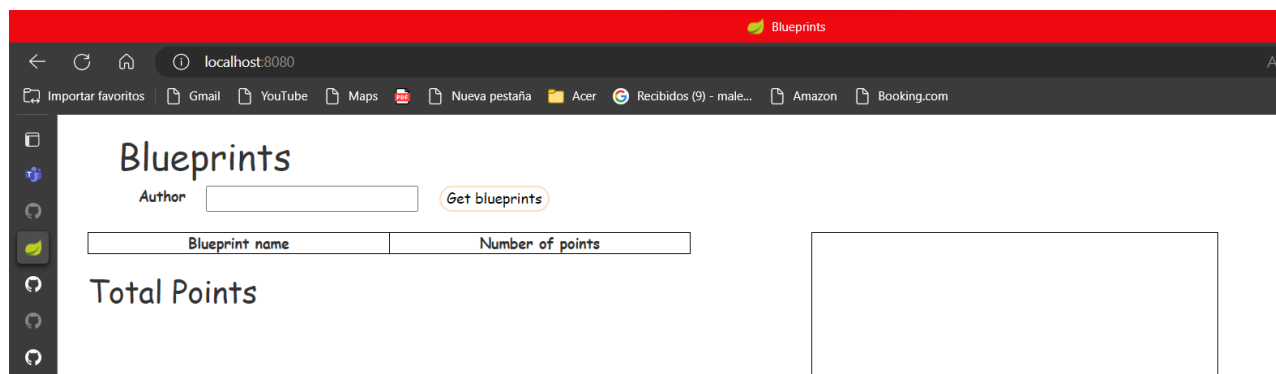 Blueprints
localhost:8080
A
Importar favoritos Gmail YouTube Maps PDF Nueva pestaña Acer Recibidos (9) - male... Amazon Booking.com
Blueprints
Author Get blueprints
Blueprint name Number of points
Total Points